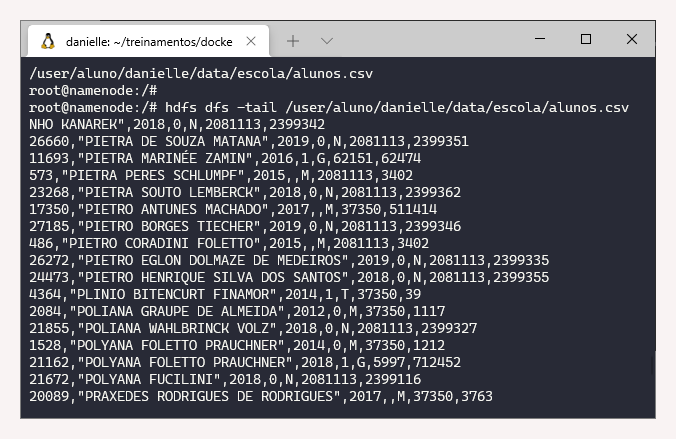 danielle: ~/treinamentos/docke
/user/aluno/danielle/data/escola/alunos.csv
root@namenode:/#
root@namenode:/# hdfs dfs -tail /user/aluno/danielle/data/escola/alunos.csv
NHO KANAREK",2018,0,N,2081113,2399342
26660,"PIETRA DE SOUZA MATANA",2019,0,N,2081113,2399351
11693,"PIETRA MARINÉE ZAMIN",2016,1,G,62151,62474
573,"PIETRA PERES SCHLUMPF",2015,,M,2081113,3402
23268,"PIETRA SOUTO LEMBERCK",2018,0,N,2081113,2399362
17350,"PIETRO ANTUNES MACHADO",2017,,M,37350,511414
27185,"PIETRO BORGES TIECHER",2019,0,N,2081113,2399346
486,"PIETRO CORADINI FOLETTO",2015,,M,2081113,3402
26272,"PIETRO EGLON DOLMAZE DE MEDEIROS",2019,0,N,2081113,2399335
24473,"PIETRO HENRIQUE SILVA DOS SANTOS",2018,0,N,2081113,2399355
4364,"PLINIO BITENCURT FINAMOR",2014,1,T,37350,39
2084,"POLIANA GRAUPE DE ALMEIDA",2012,0,M,37350,1117
21855,"POLIANA WAHLBRINCK VOLZ",2018,0,N,2081113,2399327
1528,"POLYANA FOLETTO PRAUCHNER",2014,0,M,37350,1212
21162,"POLYANA FOLETTO PRAUCHNER",2018,1,G,5997,712452
21672,"POLYANA FUCILINI",2018,0,N,2081113,2399116
20089,"PRAXEDES RODRIGUES DE RODRIGUES",2017,,M,37350,3763